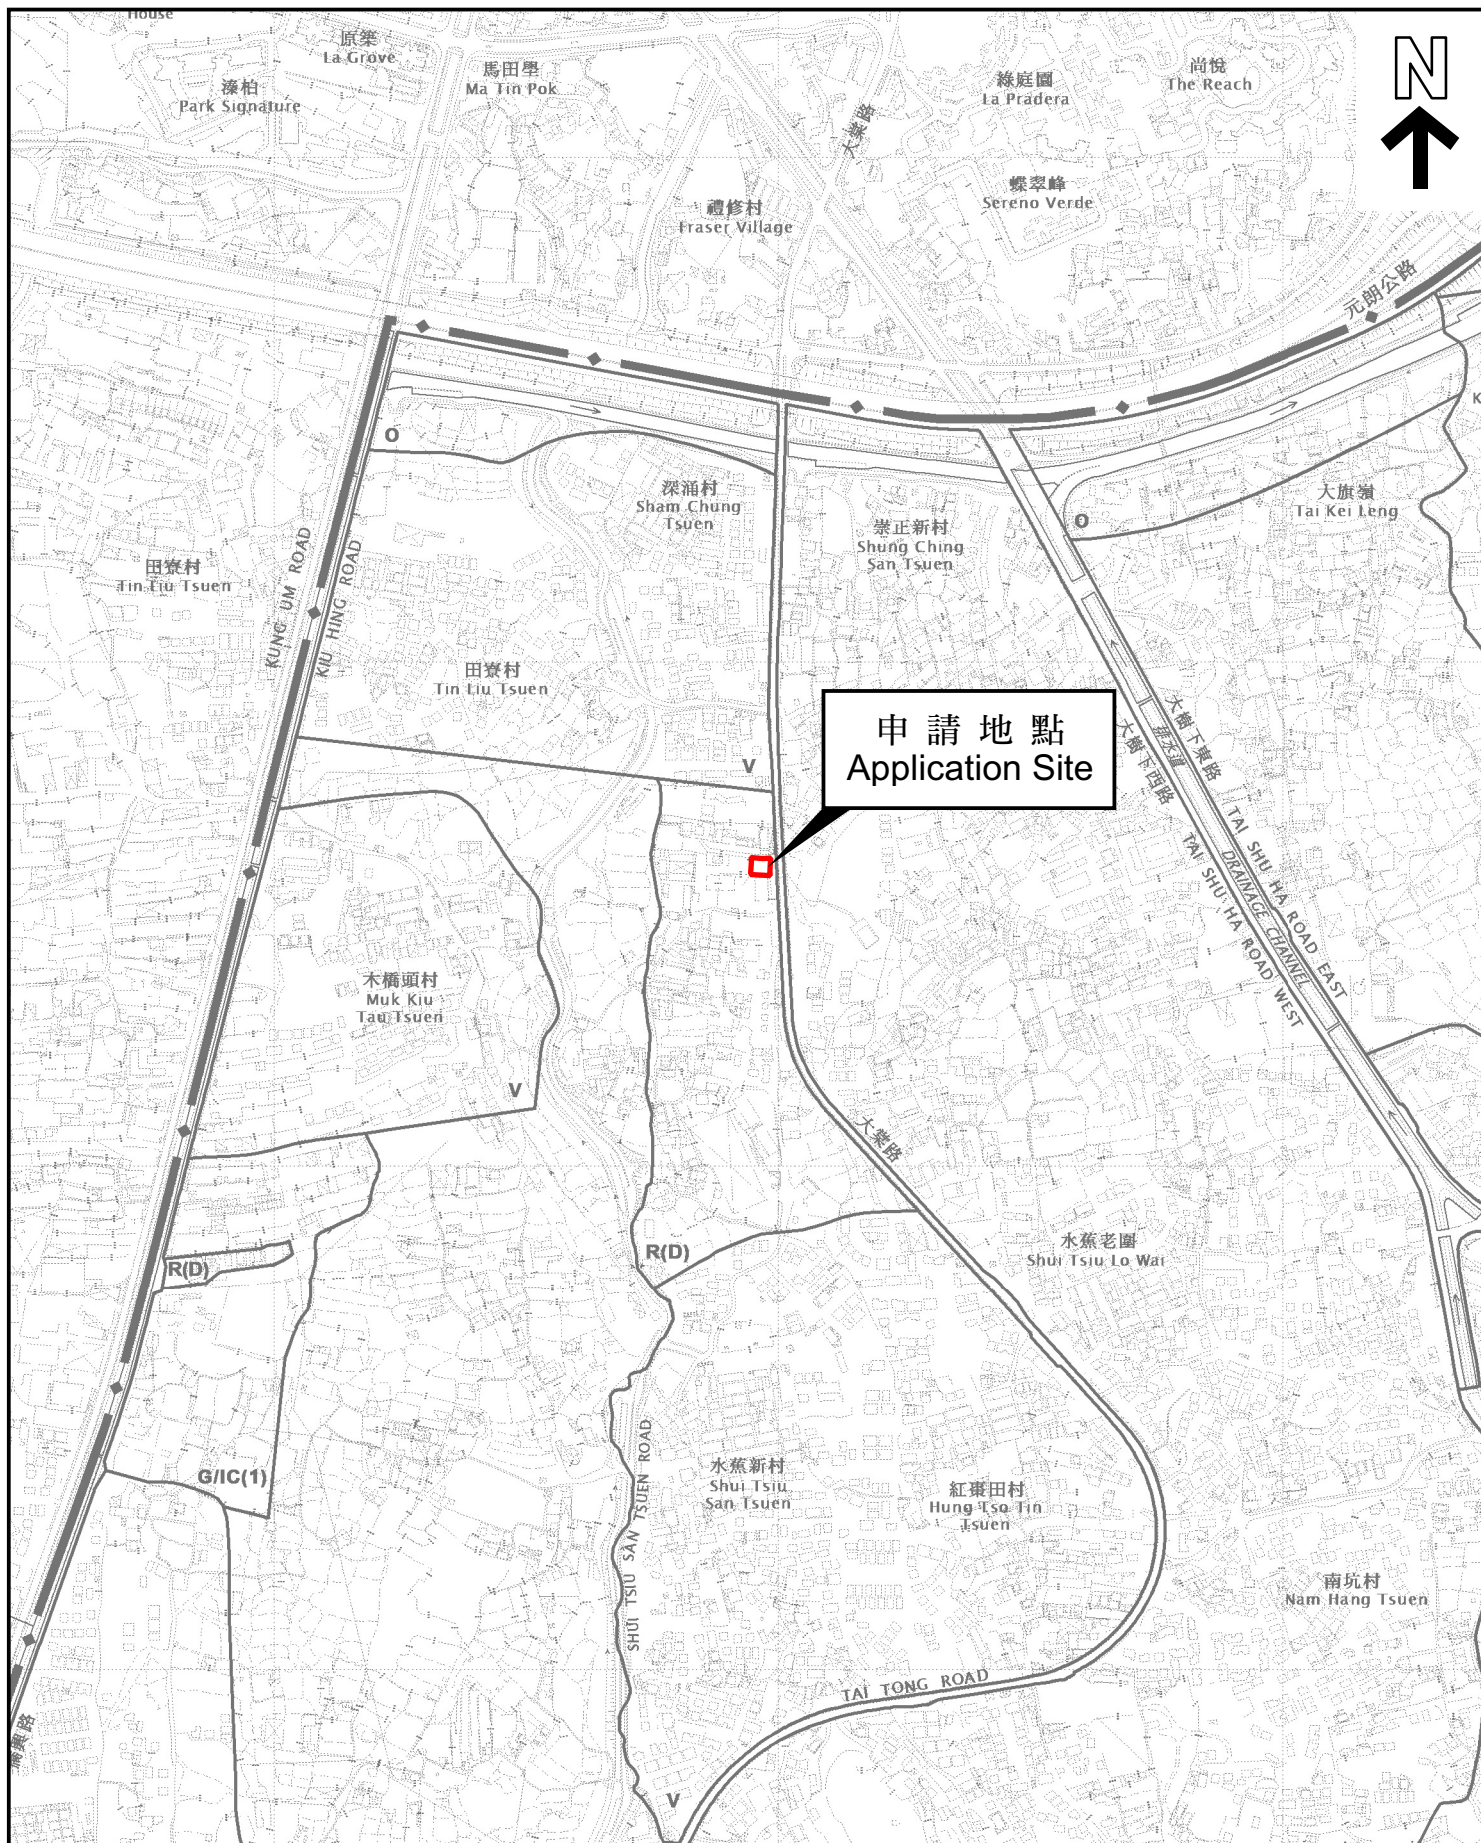 House
原築
La Grove
溱柏
Park Signature
馬田壆
Ma Tin Pok
大棠路
綠庭園
La Pradera
尚悅
The Reach
N
蝶翠峰
Sereno Verde
禮修村
Fraser Village
元朗公路
K
O
深涌村
Sham Chung
Tsuen
崇正新村
Shung Ching
San Tsuen
大旗嶺
Tai Kei Leng
O
田寮村
Tin Liu Tsuen
KUNG UM ROAD
KIU HING ROAD
田寮村
Tin Liu Tsuen
申請地點
Application Site
V
大樹下東路
排水道
大樹下西路
TAI SHU HA ROAD EAST
DRAINAGE CHANNEL
TAI SHU HA ROAD WEST
木橋頭村
Muk Kiu
Tau Tsuen
V
大棠路
R(D)
R(D)
水蕉老圍
Shui Tsiu Lo Wai
G/IC(1)
SHUI TSIU SAN TSUEN ROAD
水蕉新村
Shui Tsiu
San Tsuen
紅棗田村
Hung Tso Tin
Tsuen
南坑村
Nam Hang Tsuen
TAI TONG ROAD
V